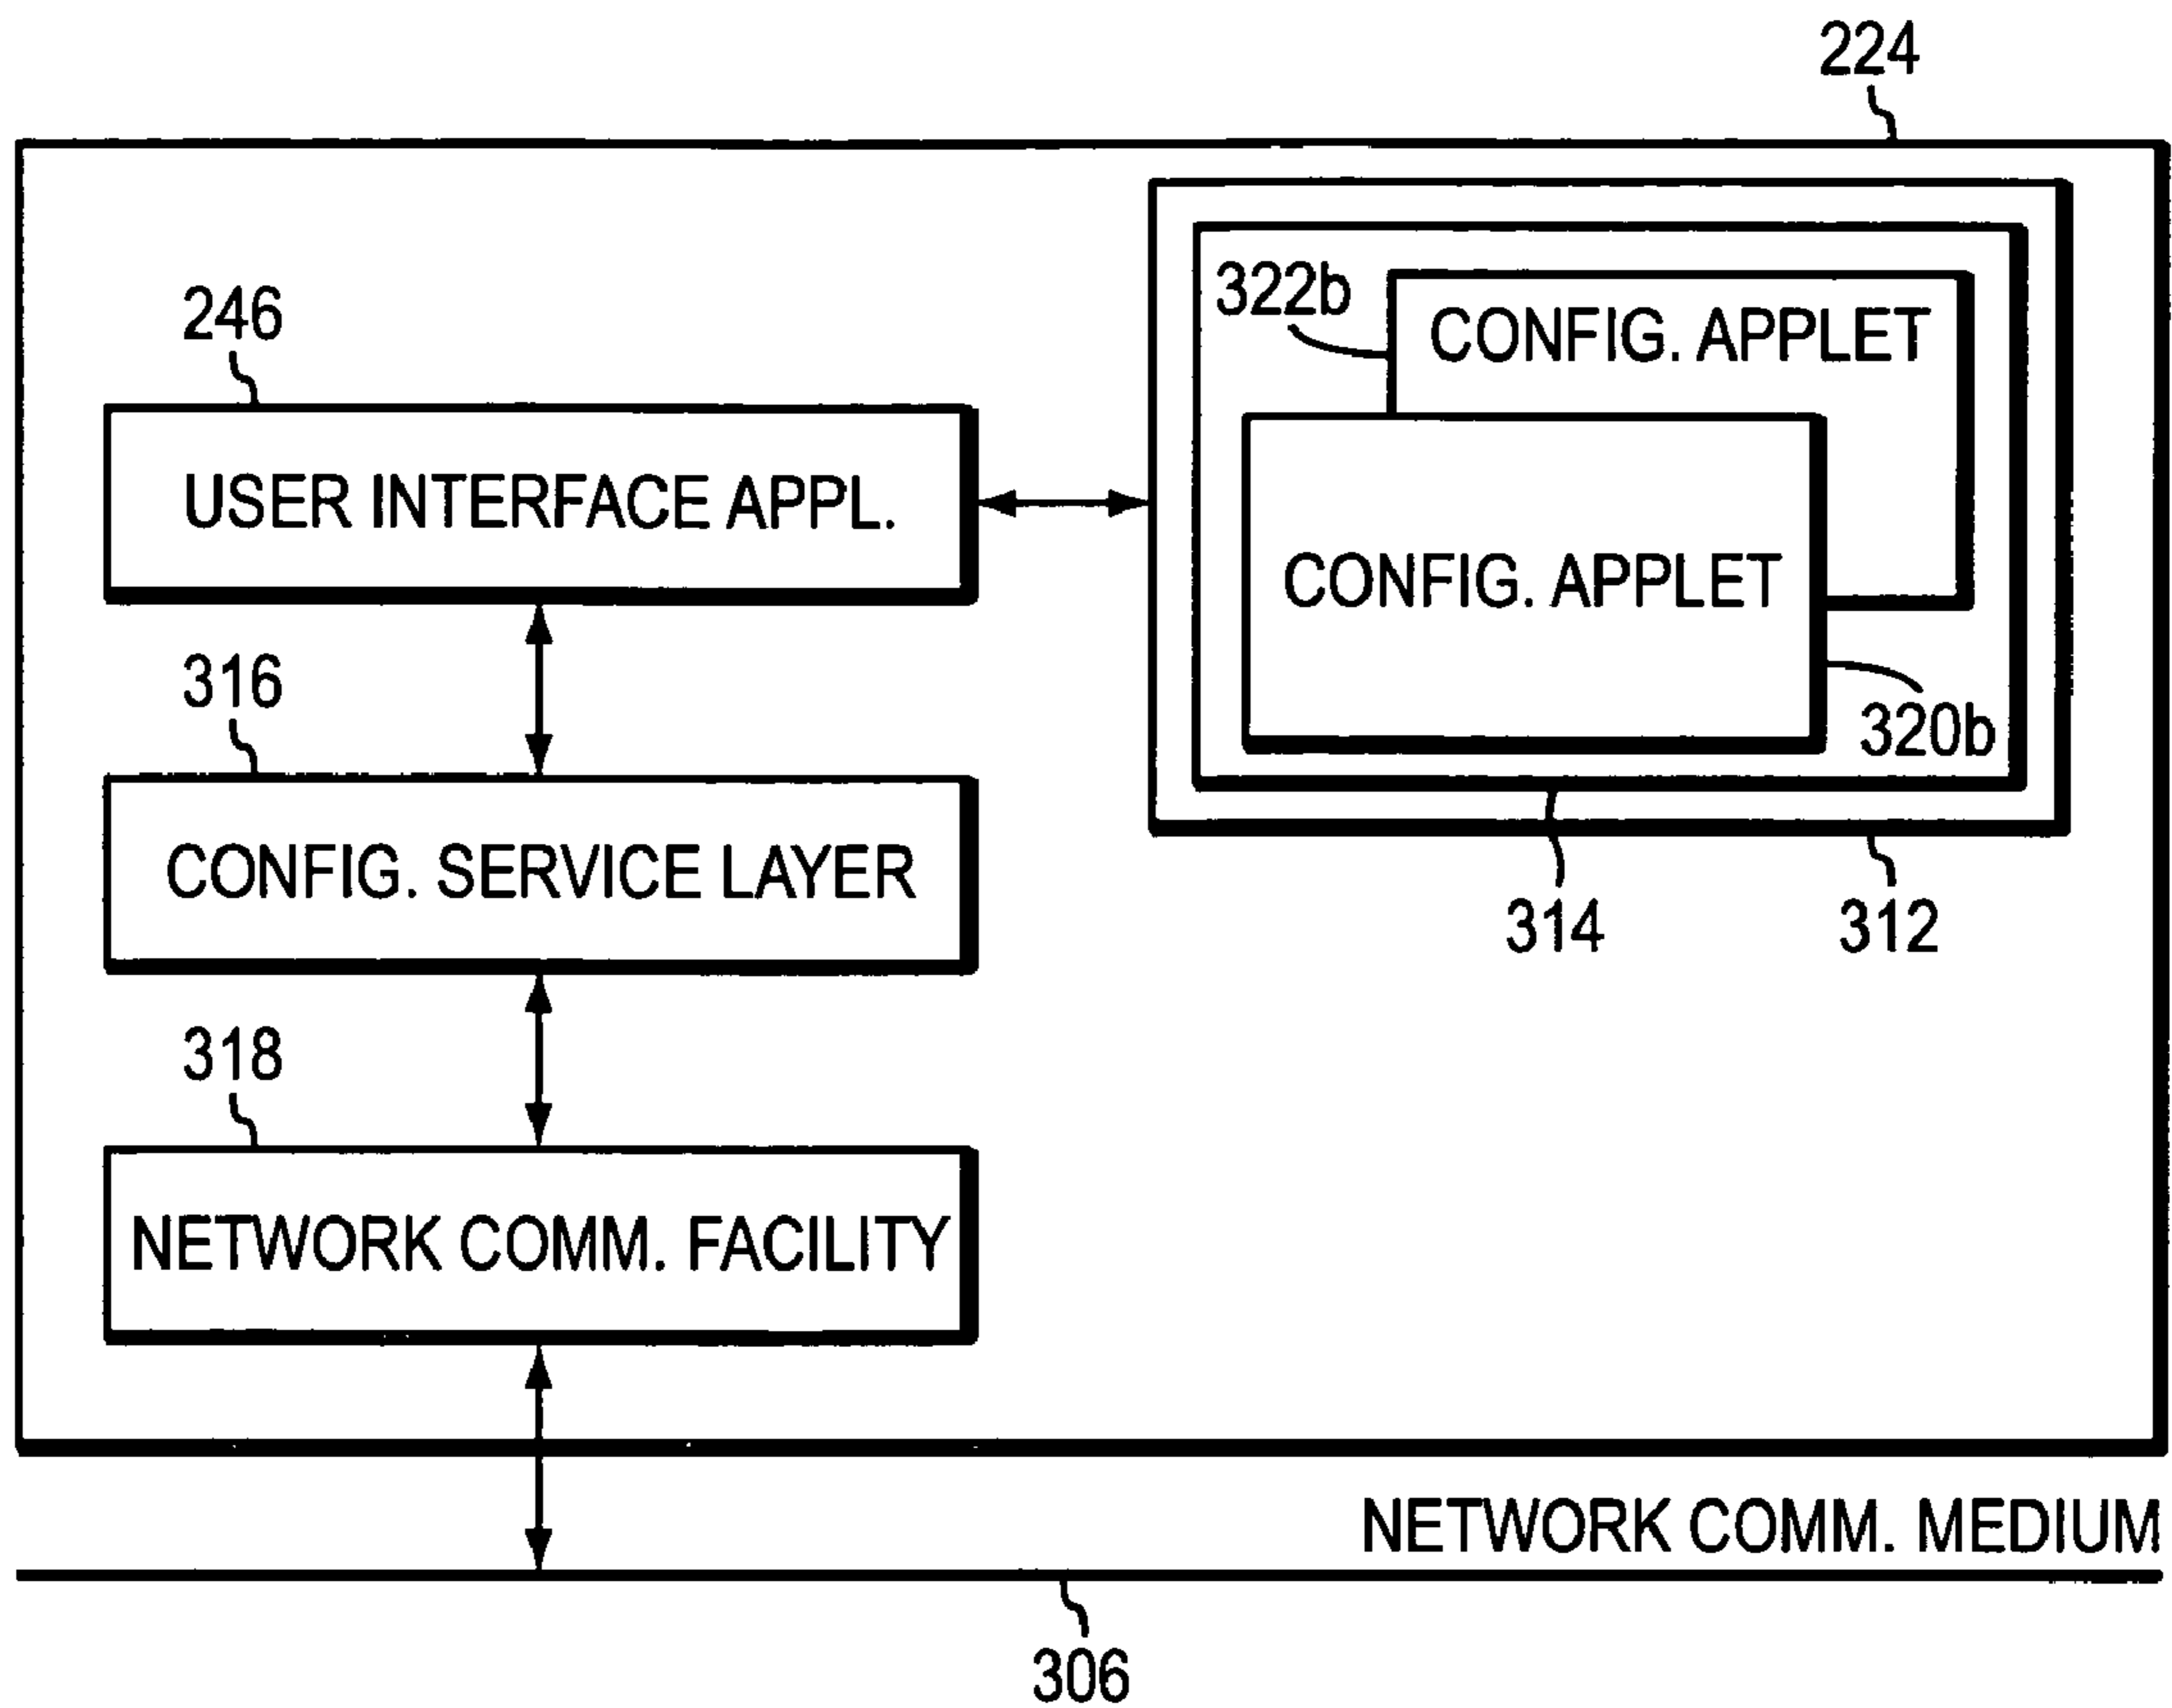 224
322b
CONFIG. APPLET
246
USER INTERFACE APPL.
CONFIG. APPLET
316
320b
CONFIG. SERVICE LAYER
314
312
318
NETWORK COMM. FACILITY
NETWORK COMM. MEDIUM
306